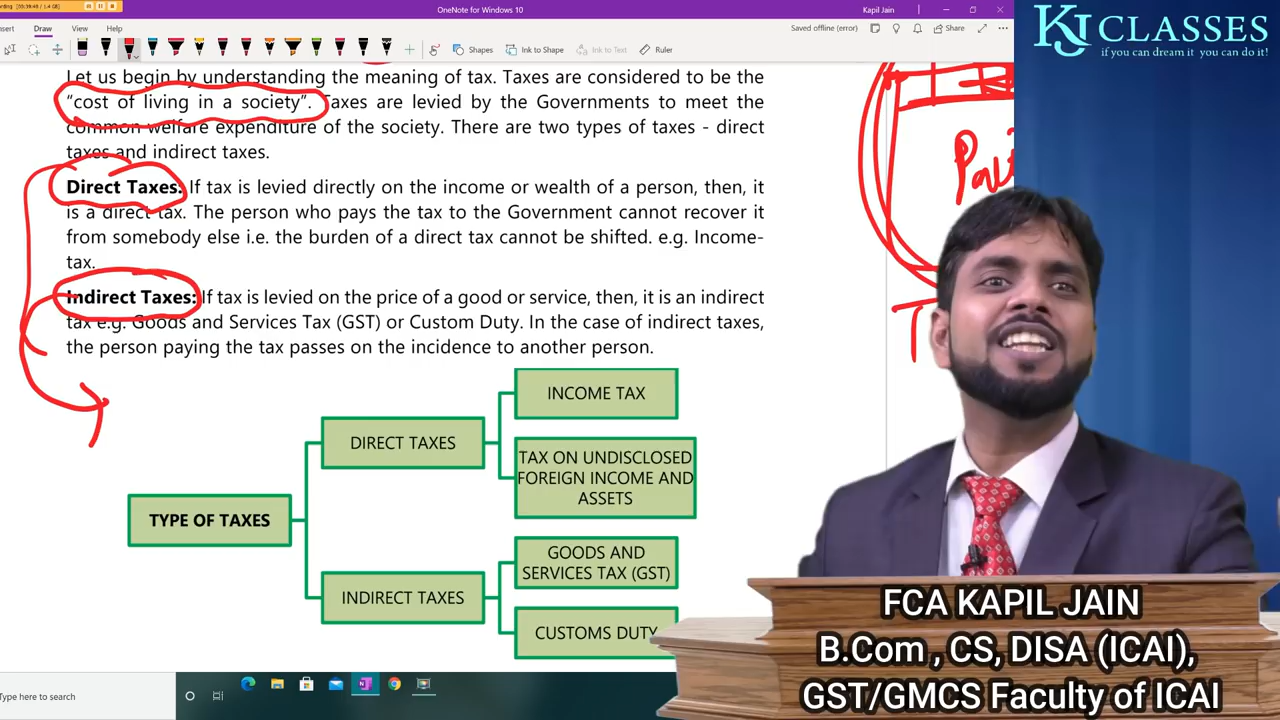 OneNote for Windows 10
Kapil Jain
Insert Draw View Help
Saved offline (error)
Share
Shapes
Ink to Shape
Ink to Text
Ruler
KJ CLASSES
if you can dream it you can do it!
Let us begin by understanding the meaning of tax. Taxes are considered to be the
“cost of living in a society”. Taxes are levied by the Governments to meet the
common welfare expenditure of the society. There are two types of taxes - direct
taxes and indirect taxes.
Direct Taxes: If tax is levied directly on the income or wealth of a person, then, it
is a direct tax. The person who pays the tax to the Government cannot recover it
from somebody else i.e. the burden of a direct tax cannot be shifted. e.g. Income-
tax.
Indirect Taxes: If tax is levied on the price of a good or service, then, it is an indirect
tax e.g. Goods and Services Tax (GST) or Custom Duty. In the case of indirect taxes,
the person paying the tax passes on the incidence to another person.
INCOME TAX
DIRECT TAXES
TAX ON UNDISCLOSED
FOREIGN INCOME AND
ASSETS
TYPE OF TAXES
GOODS AND
SERVICES TAX (GST)
INDIRECT TAXES
CUSTOMS DUTY
FCA KAPIL JAIN
B.Com , CS, DISA (ICAI),
GST/GMCS Faculty of ICAI
Type here to search